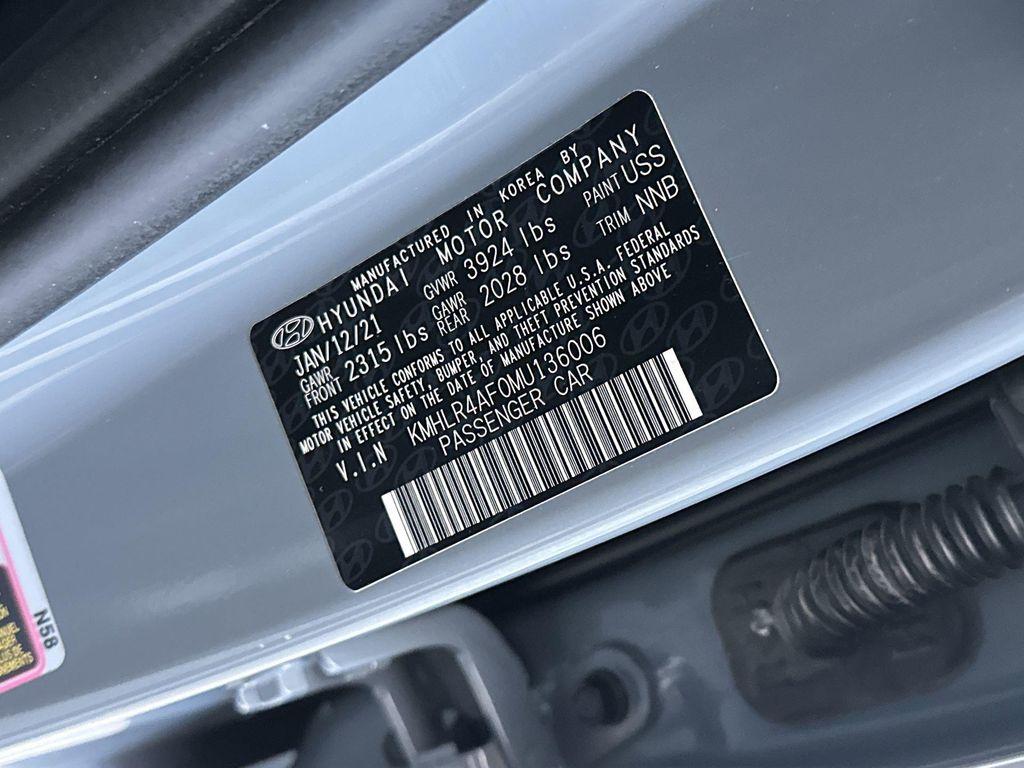 MANUFACTURED IN KOREA BY
HYUNDAI MOTOR COMPANY
JAN/12/21 GVWR 3924 lbs PAINT USS
GAWR FRONT 2315 lbs GAWR REAR 2028 lbs TRIM NNB
THIS VEHICLE CONFORMS TO ALL APPLICABLE U.S.A. FEDERAL
MOTOR VEHICLE SAFETY, BUMPER, AND THEFT PREVENTION STANDARDS
IN EFFECT ON THE DATE OF MANUFACTURE SHOWN ABOVE
V.I.N KMHLR4AF0MU136006
PASSENGER CAR
N58